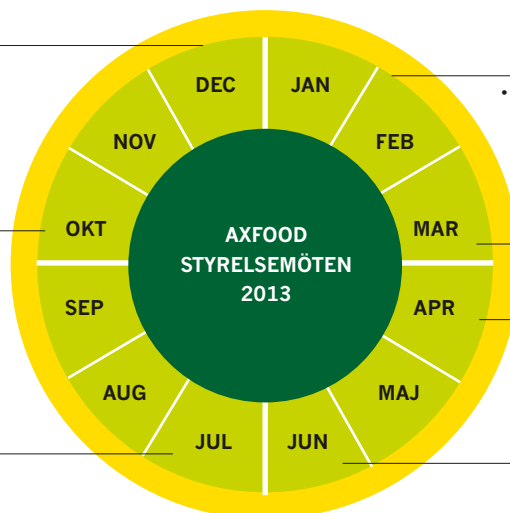 DEC
JAN
•
NOV
FEB
OKT
MAR
AXFOOD
STYRELSEMÖTEN
2013
SEP
APR
AUG
MAJ
JUL
JUN